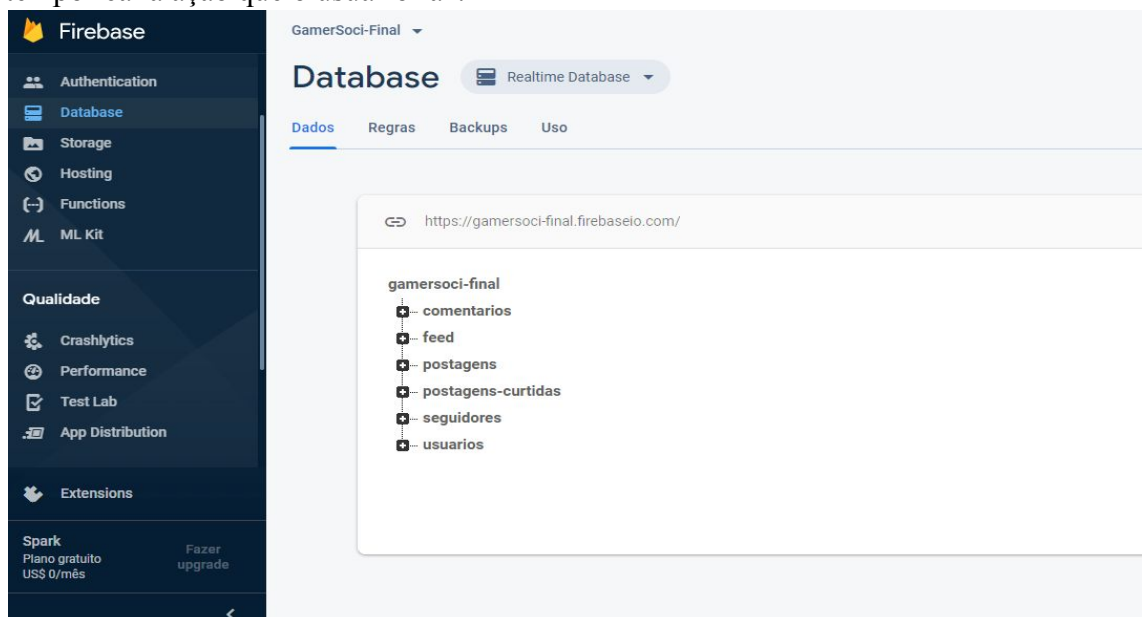 Firebase
Authentication
Database
Storage
Hosting
Functions
ML Kit
Qualidade
Crashlytics
Performance
Test Lab
App Distribution
Extensions
Spark
Plano gratuito
US$ 0/mês
Fazer
upgrade
GamerSoci-Final
Database
Realtime Database
Dados Regras Backups Uso
https://gamersoci-final.firebaseio.com/
gamersoci-final
comentarios
feed
postagens
postagens-curtidas
seguidores
usuarios